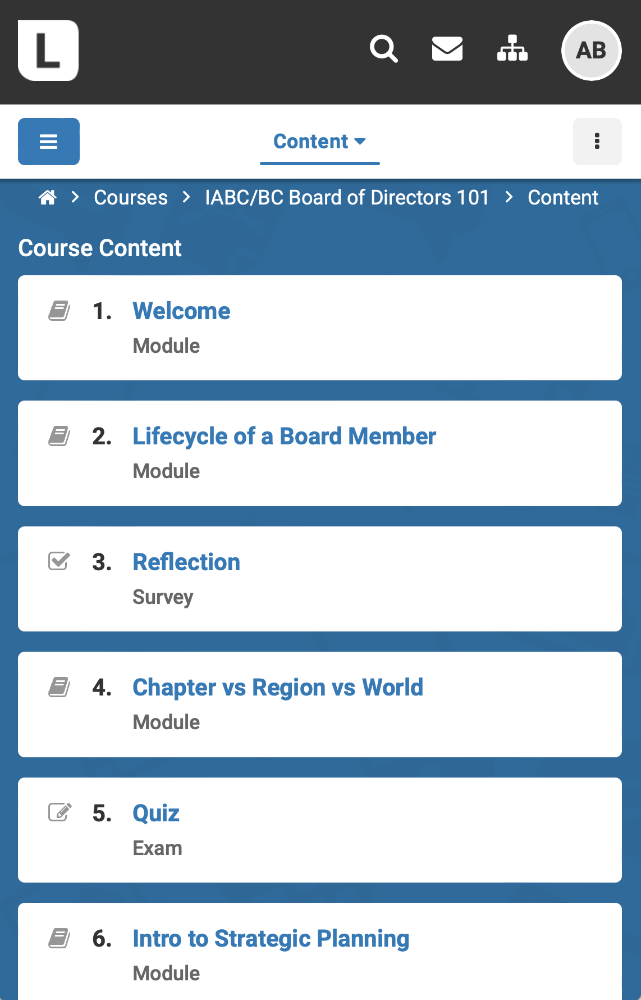 L
AB
Content
Courses
IABC/BC Board of Directors 101
Content
Course Content
1. Welcome
Module
2. Lifecycle of a Board Member
Module
3. Reflection
Survey
4. Chapter vs Region vs World
Module
5. Quiz
Exam
6. Intro to Strategic Planning
Module